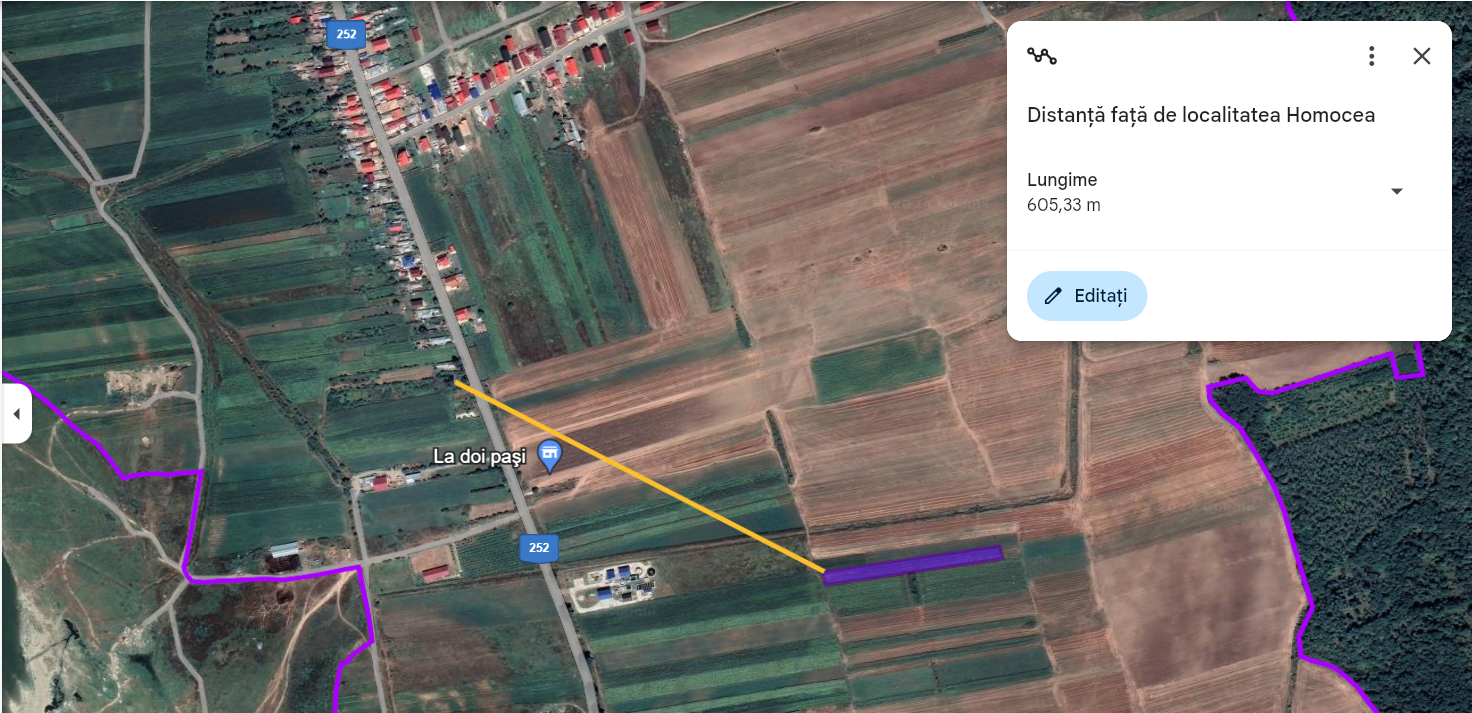 252
Distanță față de localitatea Homocea
Lungime
605,33 m
Editați
La doi pași
252